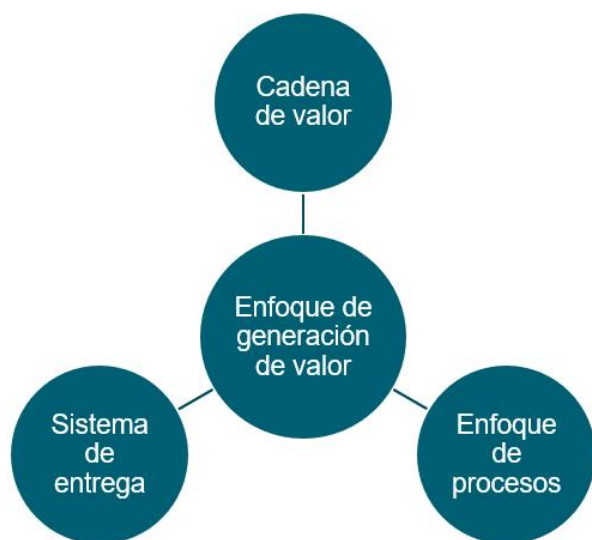 Cadena
de valor
Enfoque de
generación
de valor
Sistema
de
entrega
Enfoque
de
procesos